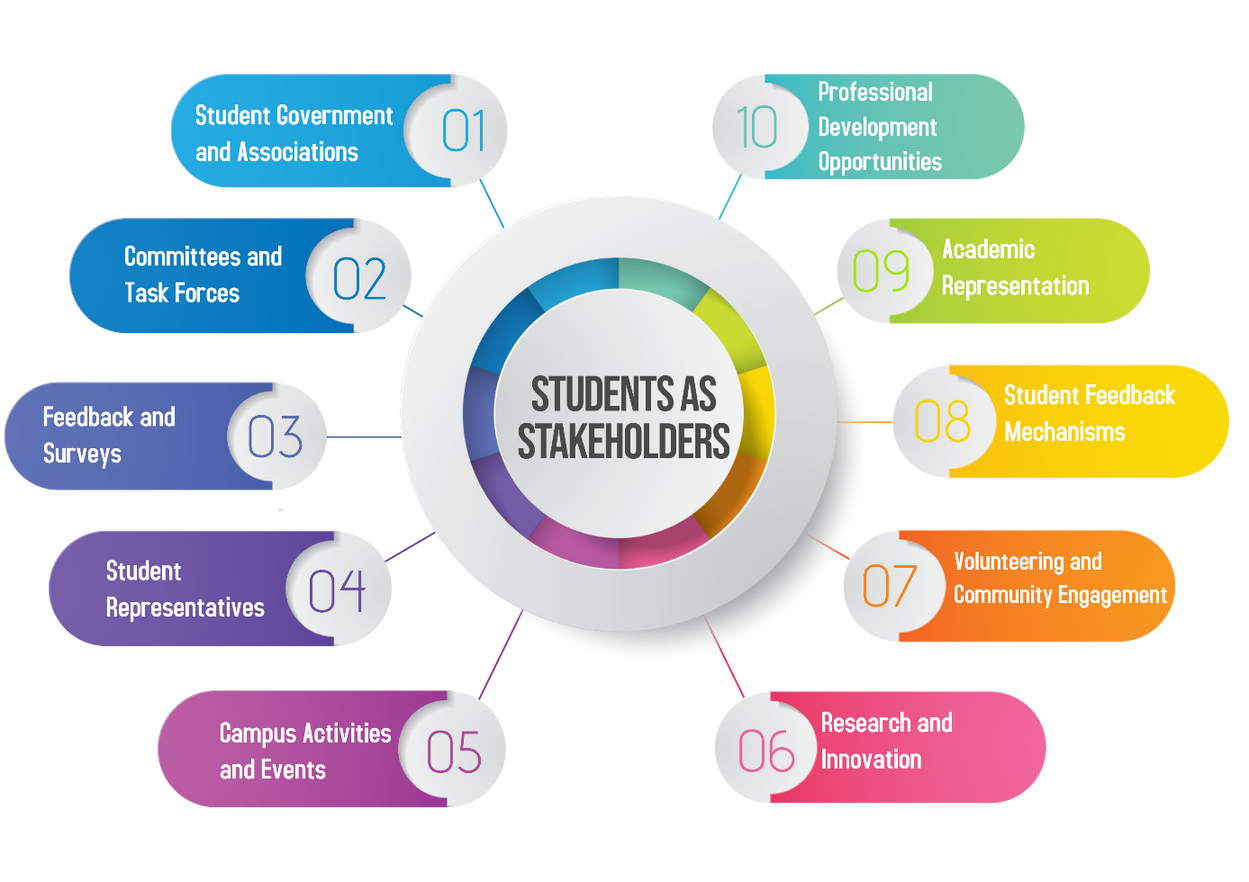 STUDENTS AS
STAKEHOLDERS
01
Student Government
and Associations
02
Committees and
Task Forces
03
Feedback and
Surveys
04
Student
Representatives
05
Campus Activities
and Events
06
Research and
Innovation
07
Volunteering and
Community Engagement
08
Student Feedback
Mechanisms
09
Academic
Representation
10
Professional
Development
Opportunities